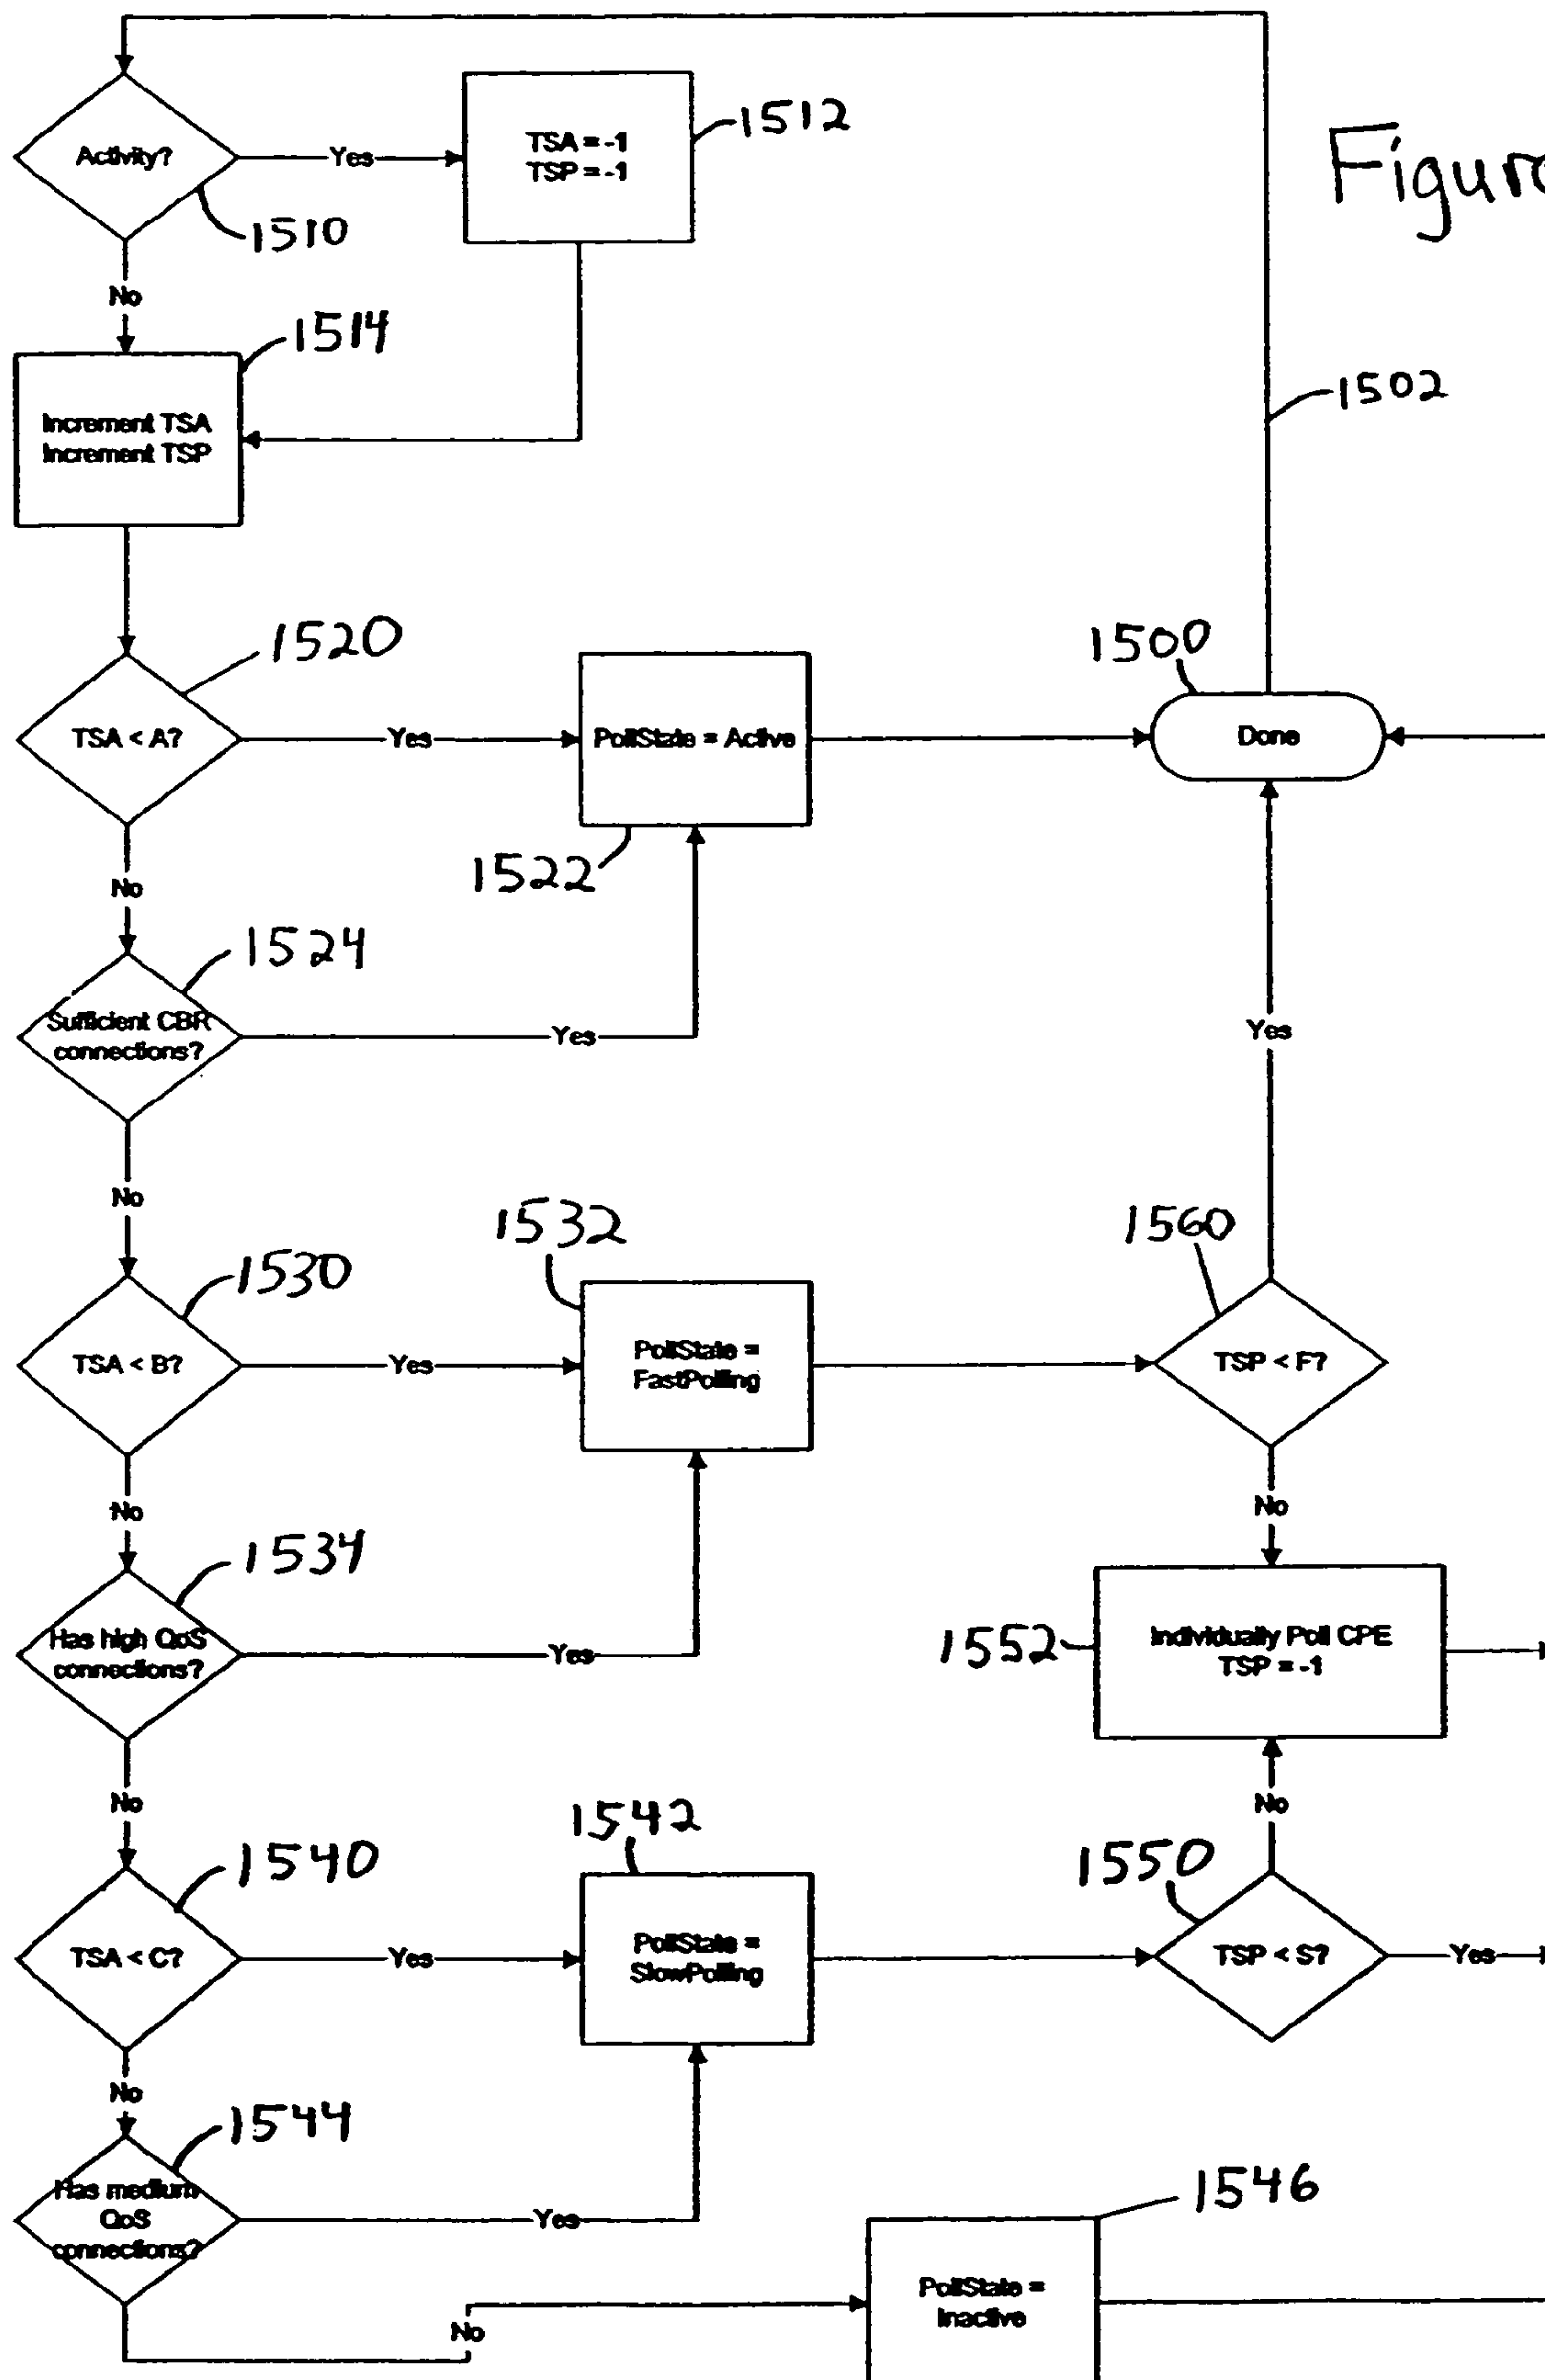 Activity?
Yes
TSA = -1
TSP = -1
1512
Figure
1510
No
1514
Increment TSA
Increment TSP
1502
1520
TSA < A?
Yes
PollState = Active
1522
1500
Done
No
1524
Sufficient CBR
connections?
Yes
Yes
No
1530
TSA < B?
Yes
1532
PollState =
FastPolling
1560
TSP < F?
No
No
1534
Has high QoS
connections?
Yes
1552
Individually Poll CPE
TSP = -1
No
No
1540
TSA < C?
Yes
1542
PollState =
SlowPolling
1550
TSP < S?
Yes
No
1544
Has medium
QoS
connections?
Yes
1546
PollState =
Inactive
No